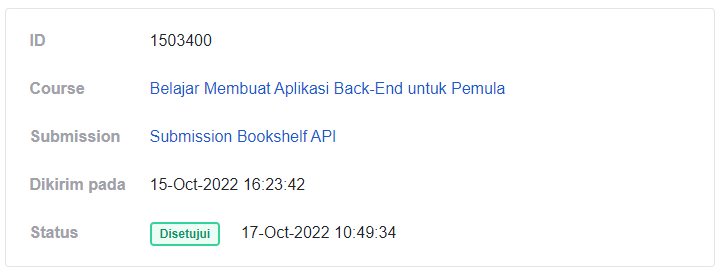 ID 1503400
Course Belajar Membuat Aplikasi Back-End untuk Pemula
Submission Submission Bookshelf API
Dikirim pada 15-Oct-2022 16:23:42
Status Disetujui 17-Oct-2022 10:49:34